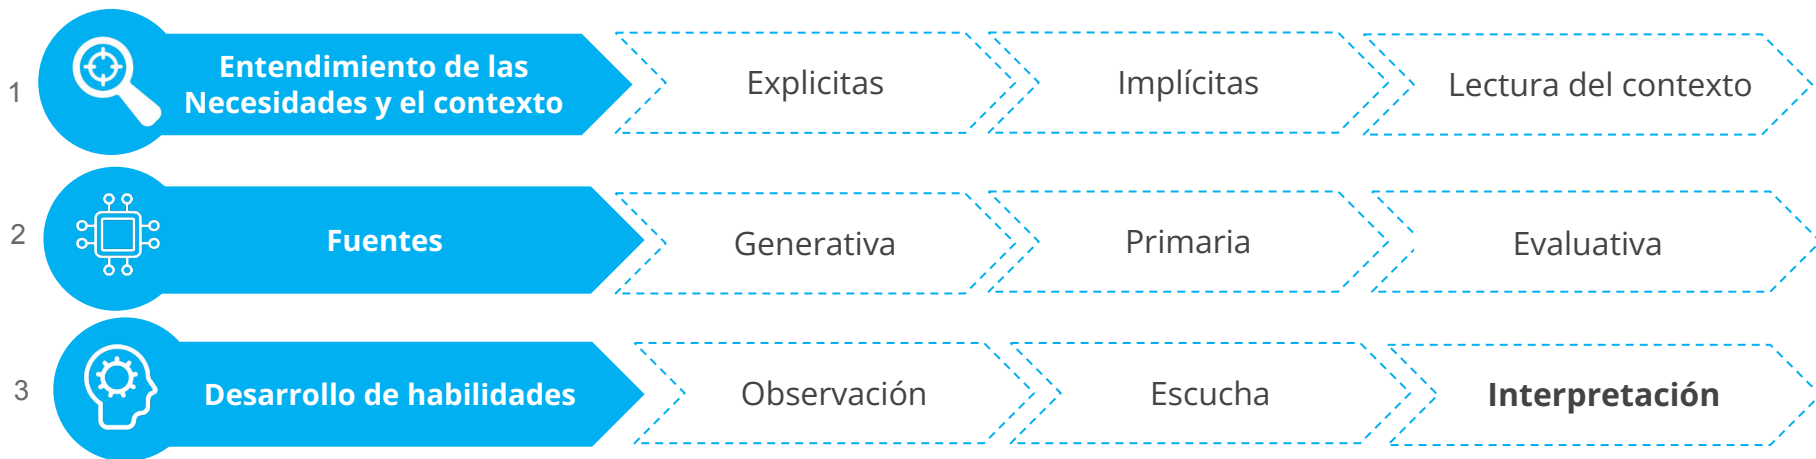 1
Entendimiento de las
Necesidades y el contexto
Explicitas
Implícitas
Lectura del contexto
2
Fuentes
Generativa
Primaria
Evaluativa
3
Desarrollo de habilidades
Observación
Escucha
Interpretación